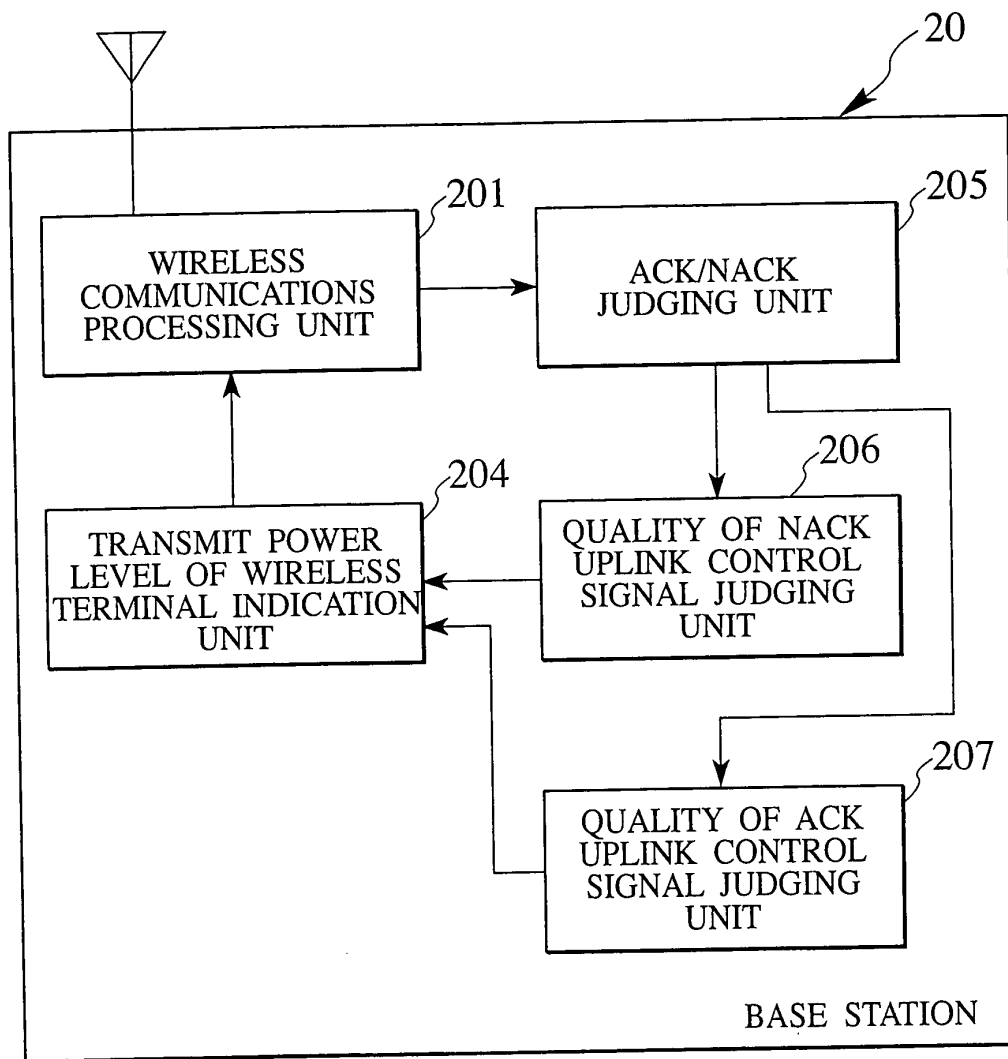 20
201
WIRELESS
COMMUNICATIONS
PROCESSING UNIT
205
ACK/NACK
JUDGING UNIT
204
TRANSMIT POWER
LEVEL OF WIRELESS
TERMINAL INDICATION
UNIT
206
QUALITY OF NACK
UPLINK CONTROL
SIGNAL JUDGING
UNIT
207
QUALITY OF ACK
UPLINK CONTROL
SIGNAL JUDGING
UNIT
BASE STATION